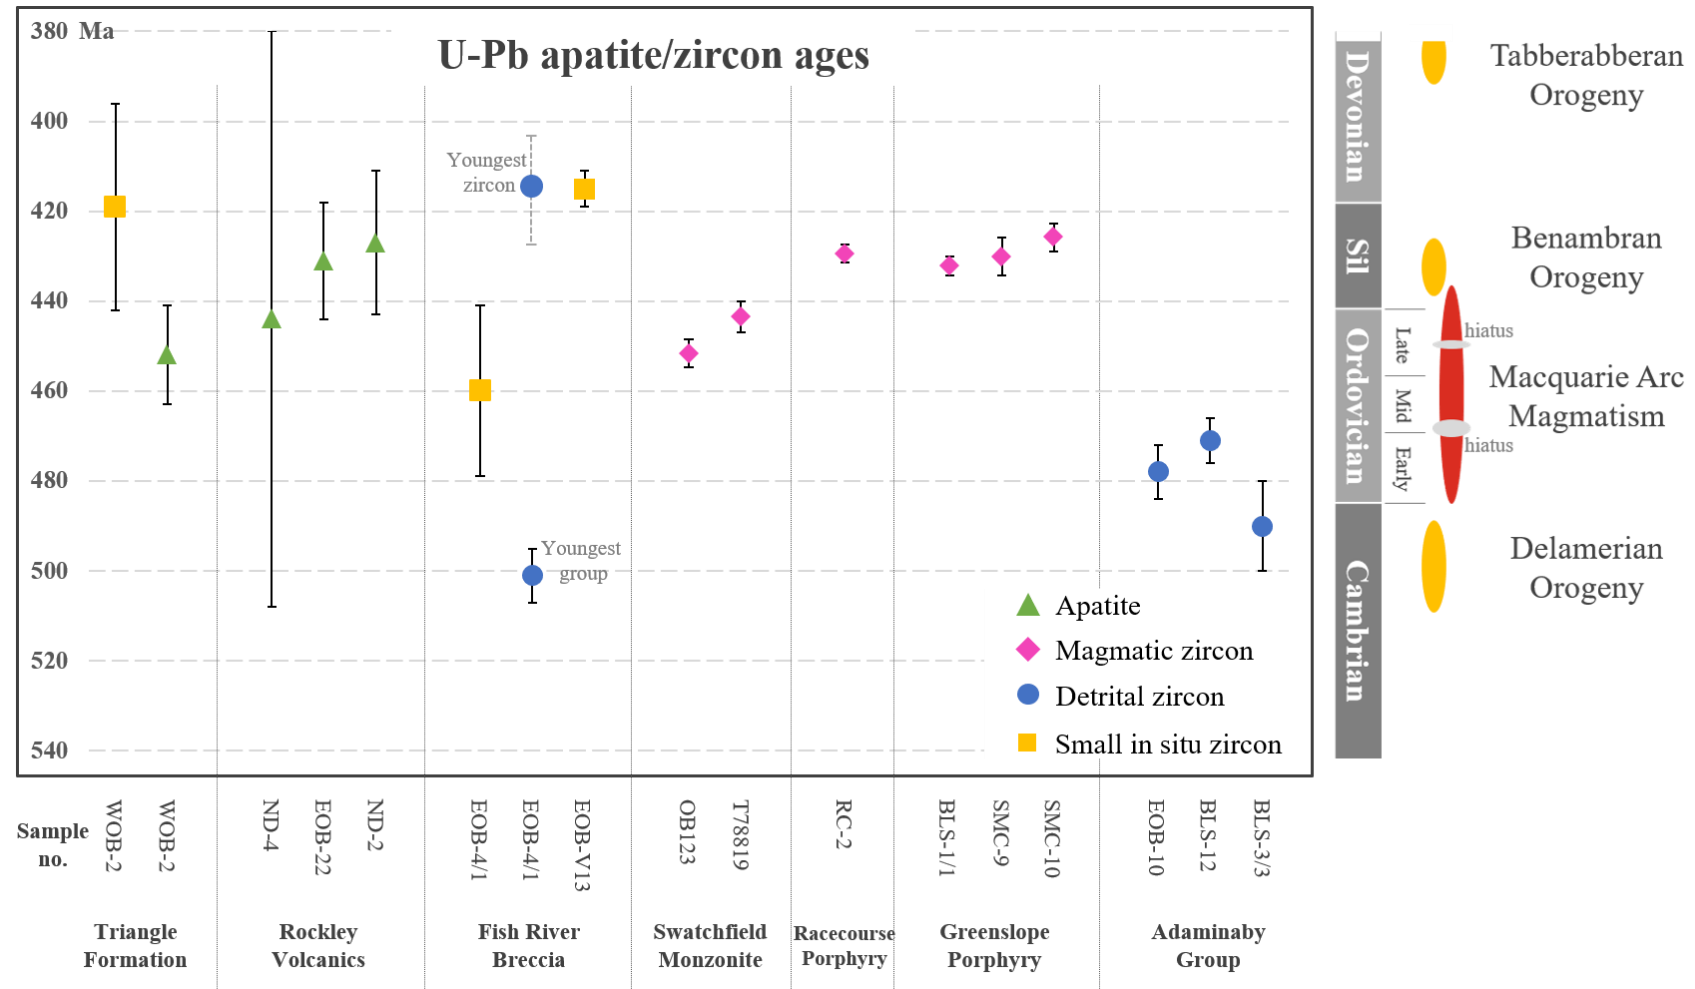 380 Ma
U-Pb apatite/zircon ages
400
420
440
460
480
500
520
540
Youngest
zircon
Youngest
group
Apatite
Magmatic zircon
Detrital zircon
Small in situ zircon
Devonian
Sil
Ordovician
Cambrian
Late
Mid
Early
Tabberabberan
Orogeny
Benambran
Orogeny
hiatus
Macquarie Arc
Magmatism
hiatus
Delamerian
Orogeny
Sample
no.
WOB-2
WOB-2
ND-4
EOB-22
ND-2
EOB-4/1
EOB-4/1
EOB-V13
OB123
T78819
RC-2
BLS-1/1
SMC-9
SMC-10
EOB-10
BLS-12
BLS-3/3
Triangle
Formation
Rockley
Volcanics
Fish River
Breccia
Swatchfield
Monzonite
Racecourse
Porphyry
Greenslope
Porphyry
Adaminaby
Group